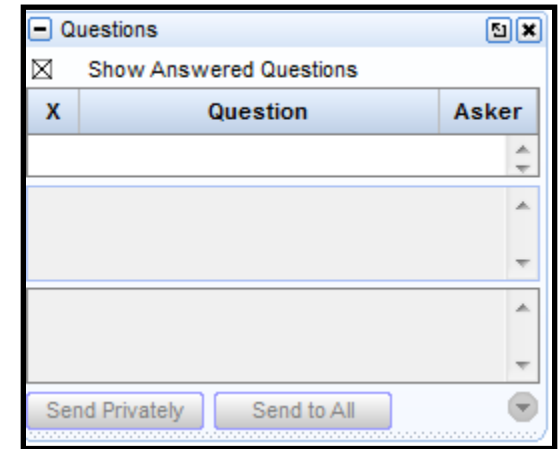 Questions
Show Answered Questions
X Question Asker
Send Privately Send to All